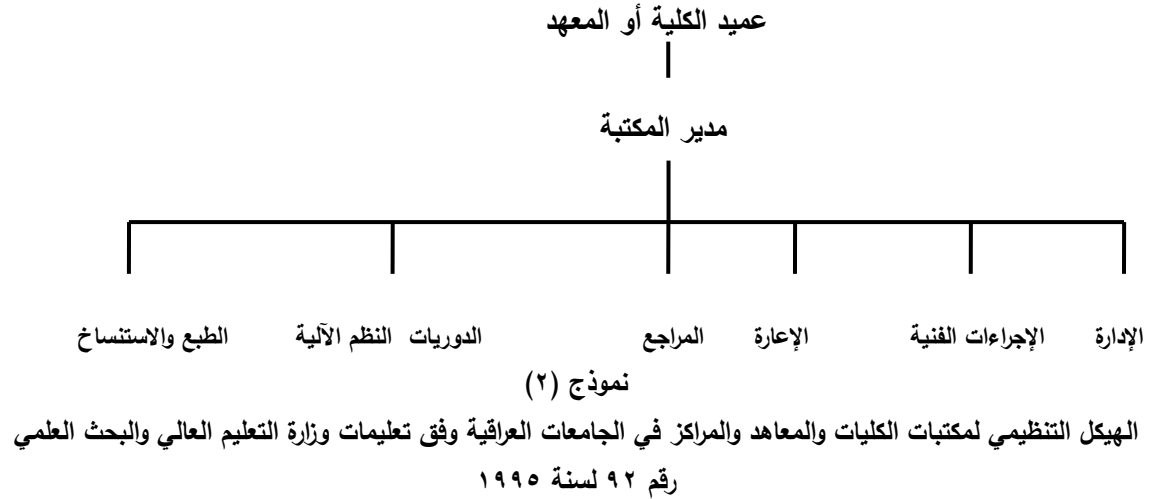 عميد الكلية أو المعهد
مدير المكتبة
الإدارة الإجراءات الفنية الإعارة المراجع الدوريات النظم الآلية الطبع والاستنساخ
نموذج (٢)
الهيكل التنظيمي لمكتبات الكليات والمعاهد والمراكز في الجامعات العراقية وفق تعليمات وزارة التعليم العالي والبحث العلمي
رقم ٩٢ لسنة ١٩٩٥